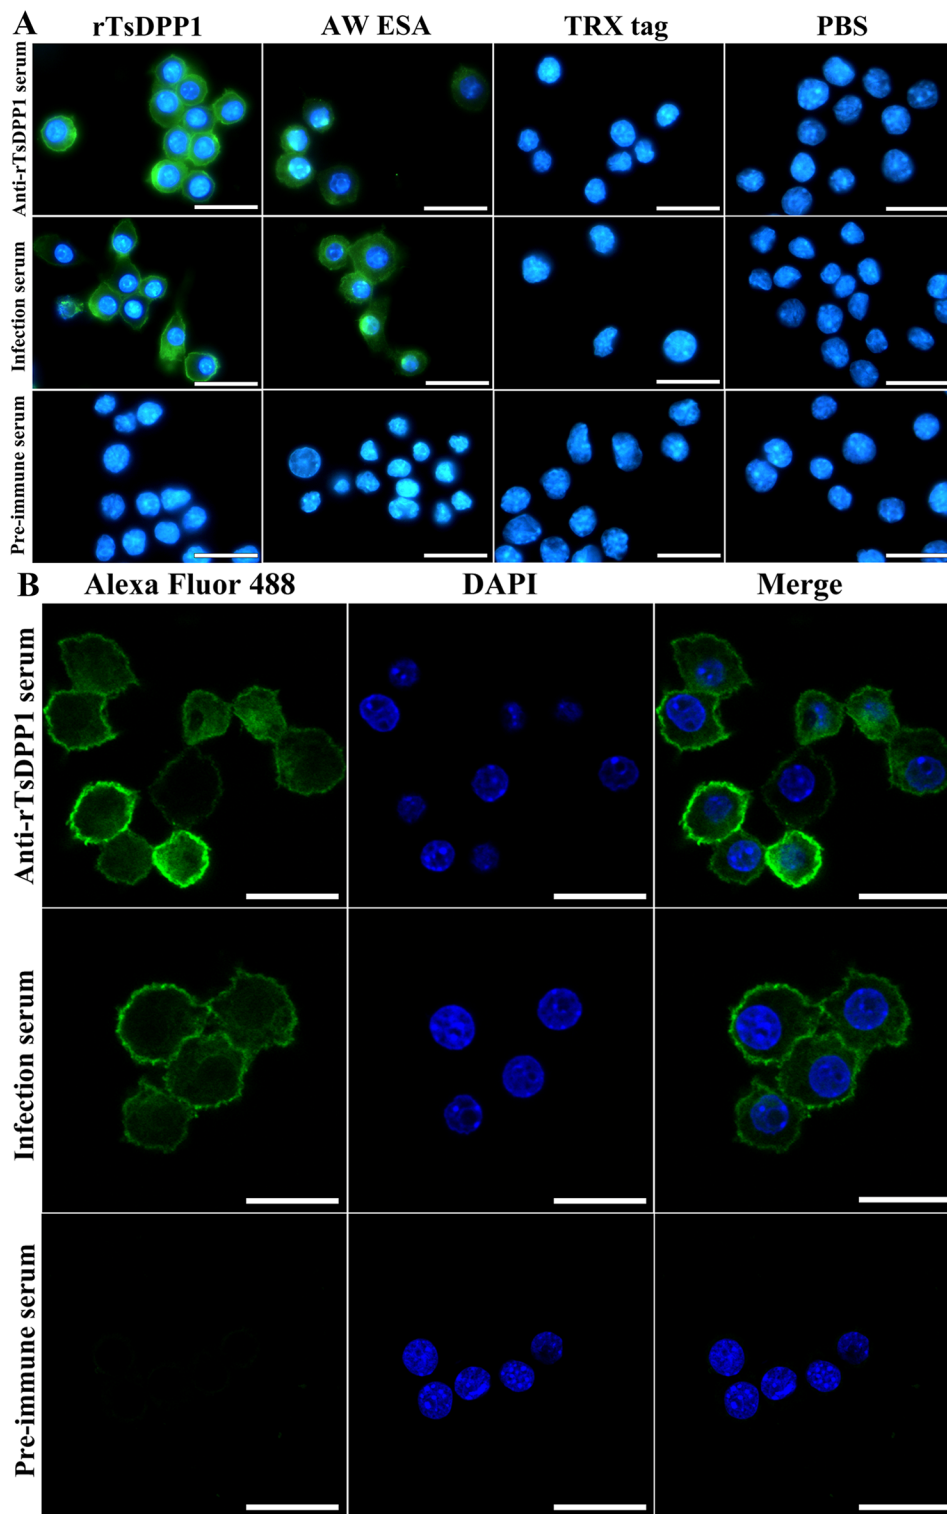 A
rTsDPP1
AW ESA
TRX tag
PBS
Anti-rTsDPP1 serum
Infection serum
Pre-immune serum
B
Alexa Fluor 488
DAPI
Merge
Anti-rTsDPP1 serum
Infection serum
Pre-immune serum